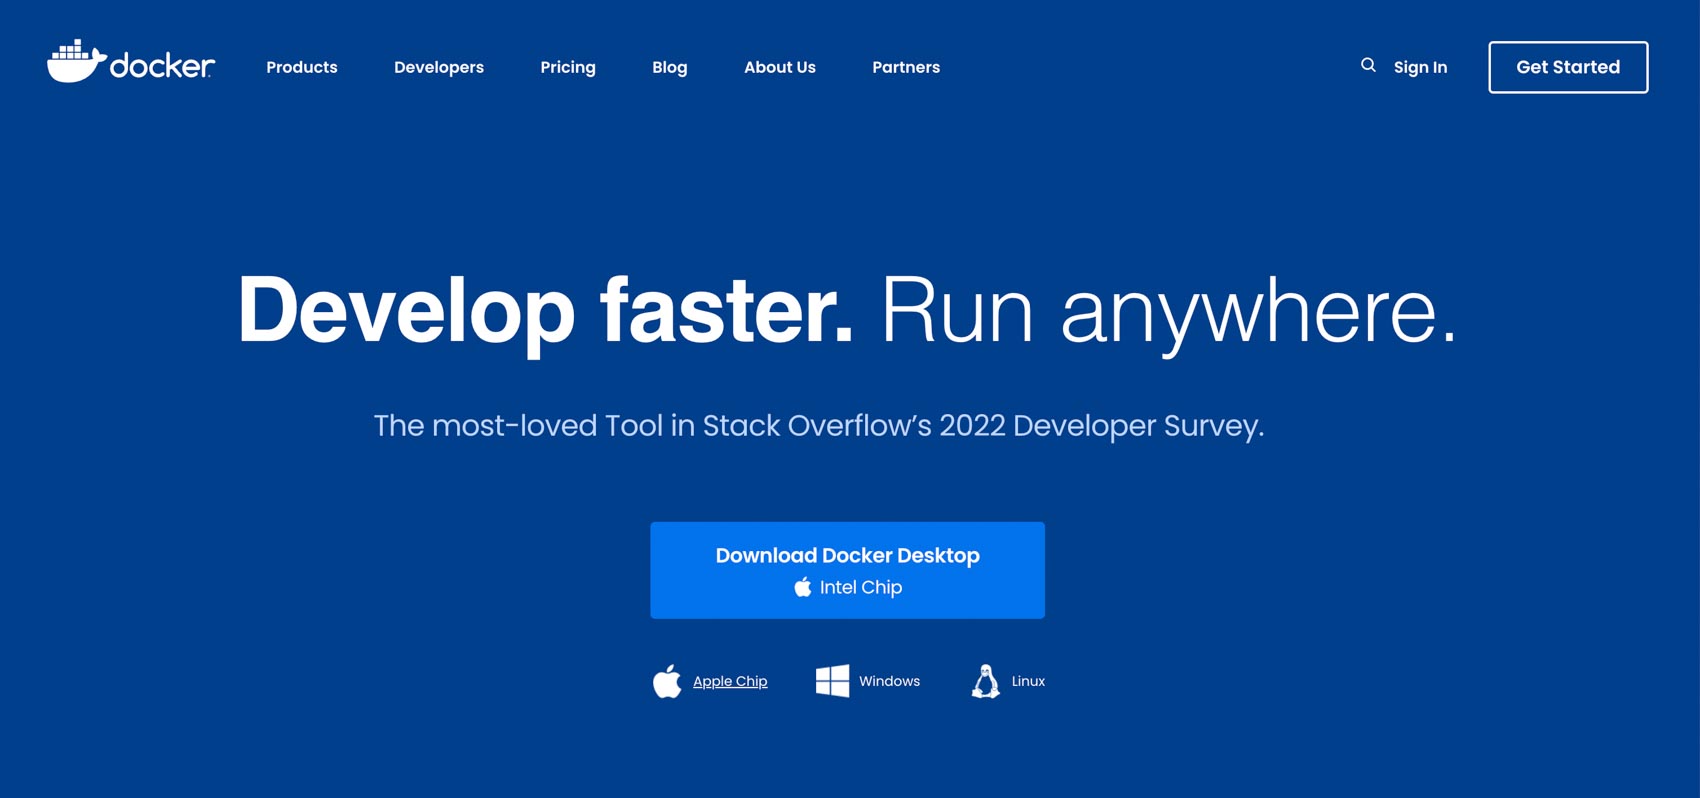 docker
Products
Developers
Pricing
Blog
About Us
Partners
Sign In
Get Started
Develop faster. Run anywhere.
The most-loved Tool in Stack Overflow’s 2022 Developer Survey.
Download Docker Desktop
Intel Chip
Apple Chip
Windows
Linux